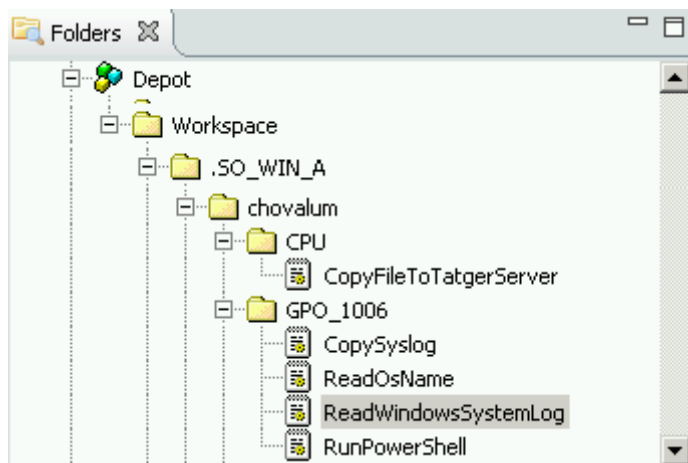 Folders
Depot
Workspace
.SO_WIN_A
chovalum
CPU
CopyFileToTatgerServer
GPO_1006
CopySyslog
ReadOsName
ReadWindowsSystemLog
RunPowerShell